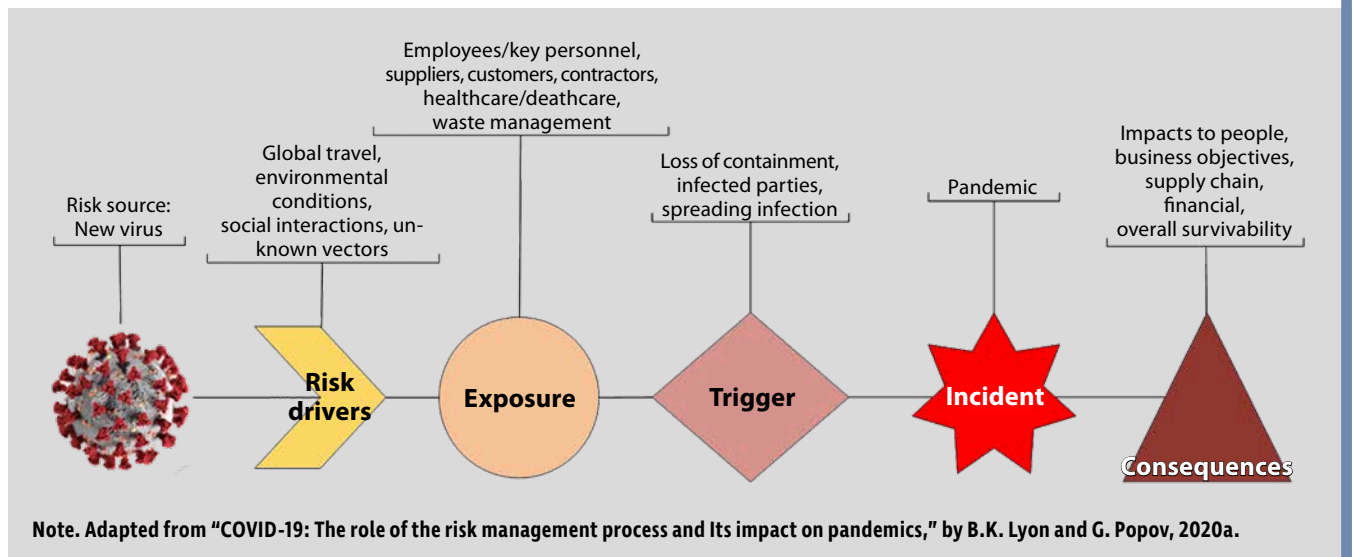 Risk source:
New virus
Global travel,
environmental
conditions,
social interactions, un-
known vectors
Employees/key personnel,
suppliers, customers, contractors,
healthcare/deathcare,
waste management
Loss of containment,
infected parties,
spreading infection
Pandemic
Impacts to people,
business objectives,
supply chain,
financial,
overall survivability
Risk
drivers
Exposure
Trigger
Incident
Consequences
Note. Adapted from “COVID-19: The role of the risk management process and Its impact on pandemics,” by B.K. Lyon and G. Popov, 2020a.